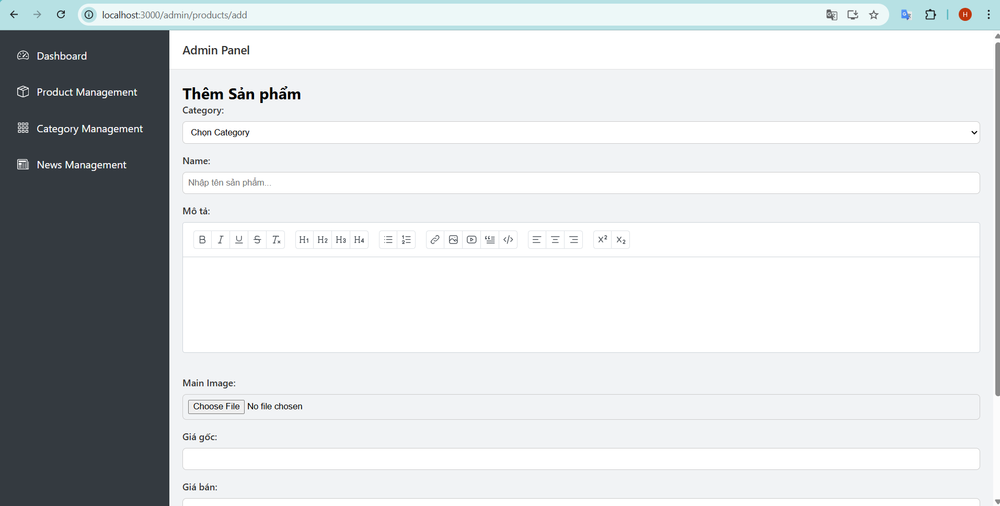 localhost:3000/admin/products/add
H
Dashboard
Product Management
Category Management
News Management
Admin Panel
Thêm Sản phẩm
Category:
Chọn Category
Name:
Nhập tên sản phẩm...
Mô tả:
B I U S Tx H1 H2 H3 H4 X² X₂
Main Image:
Choose File No file chosen
Giá gốc:
Giá bán: